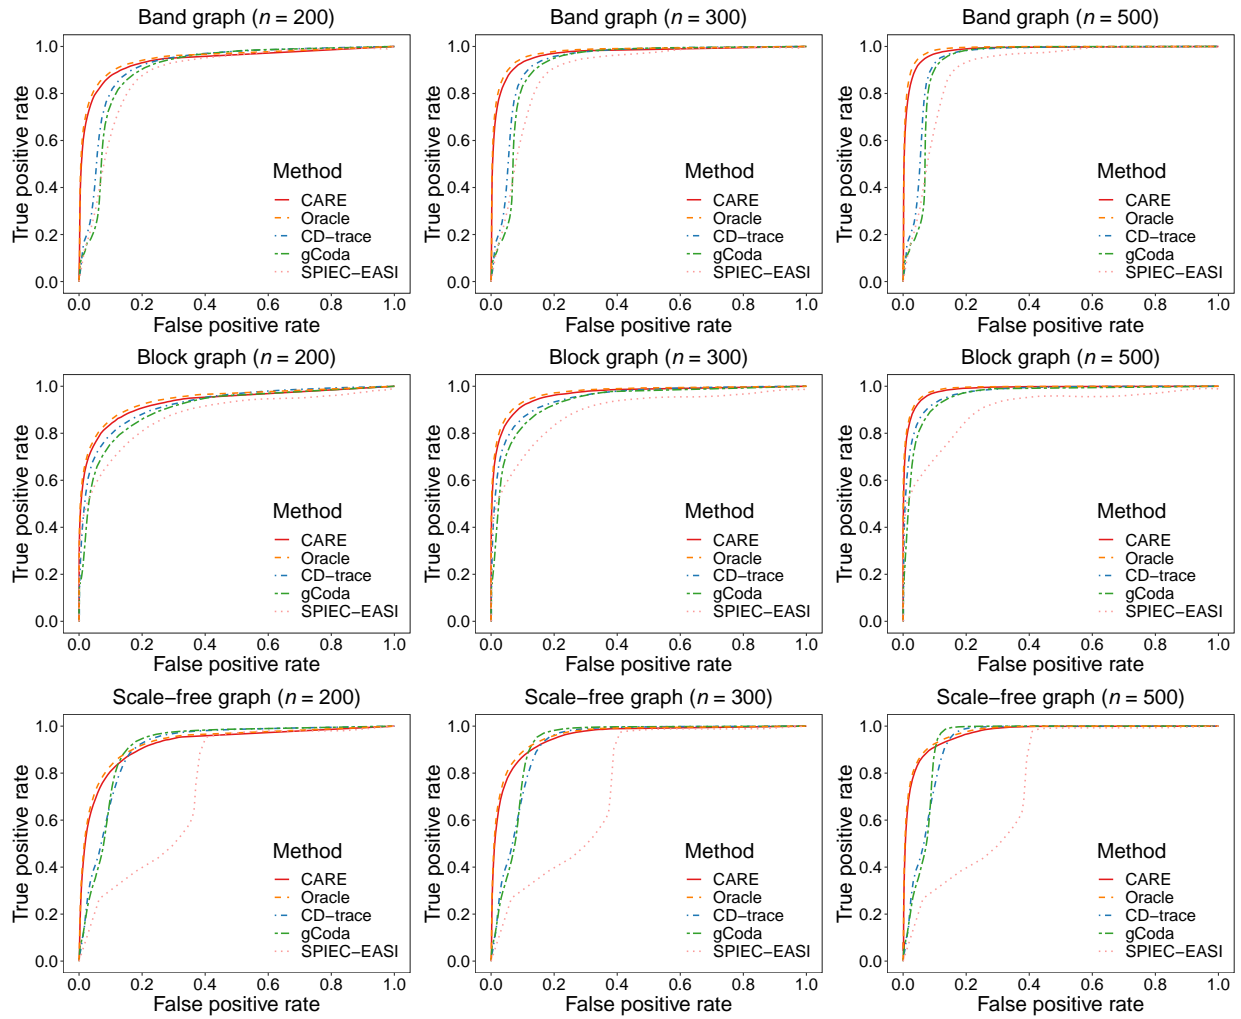 Band graph (n = 200)
True positive rate
1.0
0.8
0.6
0.4
0.2
0.0
Method
CARE
Oracle
CD−trace
gCoda
SPIEC−EASI
0.0 0.2 0.4 0.6 0.8 1.0
False positive rate
Band graph (n = 300)
True positive rate
1.0
0.8
0.6
0.4
0.2
0.0
Method
CARE
Oracle
CD−trace
gCoda
SPIEC−EASI
0.0 0.2 0.4 0.6 0.8 1.0
False positive rate
Band graph (n = 500)
True positive rate
1.0
0.8
0.6
0.4
0.2
0.0
Method
CARE
Oracle
CD−trace
gCoda
SPIEC−EASI
0.0 0.2 0.4 0.6 0.8 1.0
False positive rate
Block graph (n = 200)
True positive rate
1.0
0.8
0.6
0.4
0.2
0.0
Method
CARE
Oracle
CD−trace
gCoda
SPIEC−EASI
0.0 0.2 0.4 0.6 0.8 1.0
False positive rate
Block graph (n = 300)
True positive rate
1.0
0.8
0.6
0.4
0.2
0.0
Method
CARE
Oracle
CD−trace
gCoda
SPIEC−EASI
0.0 0.2 0.4 0.6 0.8 1.0
False positive rate
Block graph (n = 500)
True positive rate
1.0
0.8
0.6
0.4
0.2
0.0
Method
CARE
Oracle
CD−trace
gCoda
SPIEC−EASI
0.0 0.2 0.4 0.6 0.8 1.0
False positive rate
Scale−free graph (n = 200)
True positive rate
1.0
0.8
0.6
0.4
0.2
0.0
Method
CARE
Oracle
CD−trace
gCoda
SPIEC−EASI
0.0 0.2 0.4 0.6 0.8 1.0
False positive rate
Scale−free graph (n = 300)
True positive rate
1.0
0.8
0.6
0.4
0.2
0.0
Method
CARE
Oracle
CD−trace
gCoda
SPIEC−EASI
0.0 0.2 0.4 0.6 0.8 1.0
False positive rate
Scale−free graph (n = 500)
True positive rate
1.0
0.8
0.6
0.4
0.2
0.0
Method
CARE
Oracle
CD−trace
gCoda
SPIEC−EASI
0.0 0.2 0.4 0.6 0.8 1.0
False positive rate